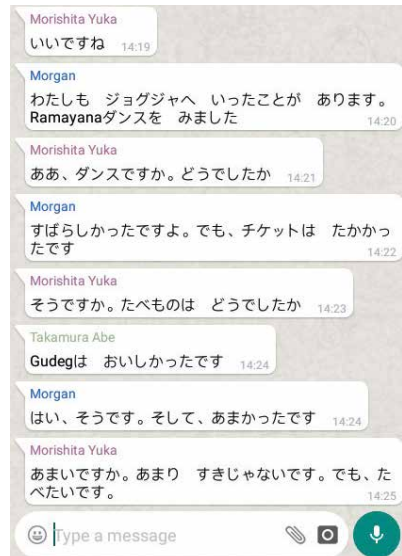 Morishita Yuka
いいですね 14:19
Morgan
わたしも ジョグジャへ いったことが あります。
Ramayanaダンスを みました 14:20
Morishita Yuka
ああ、ダンスですか。どうでしたか 14:21
Morgan
すばらしかったですよ。でも、チケットは たかかっ
たです 14:22
Morishita Yuka
そうですか。たべものは どうでしたか 14:23
Takamura Abe
Gudegは おいしかったです 14:24
Morgan
はい、そうです。そして、あまかったです 14:24
Morishita Yuka
あまいですか。あまり すきじゃないです。でも、た
べたいです。 14:25
Type a message